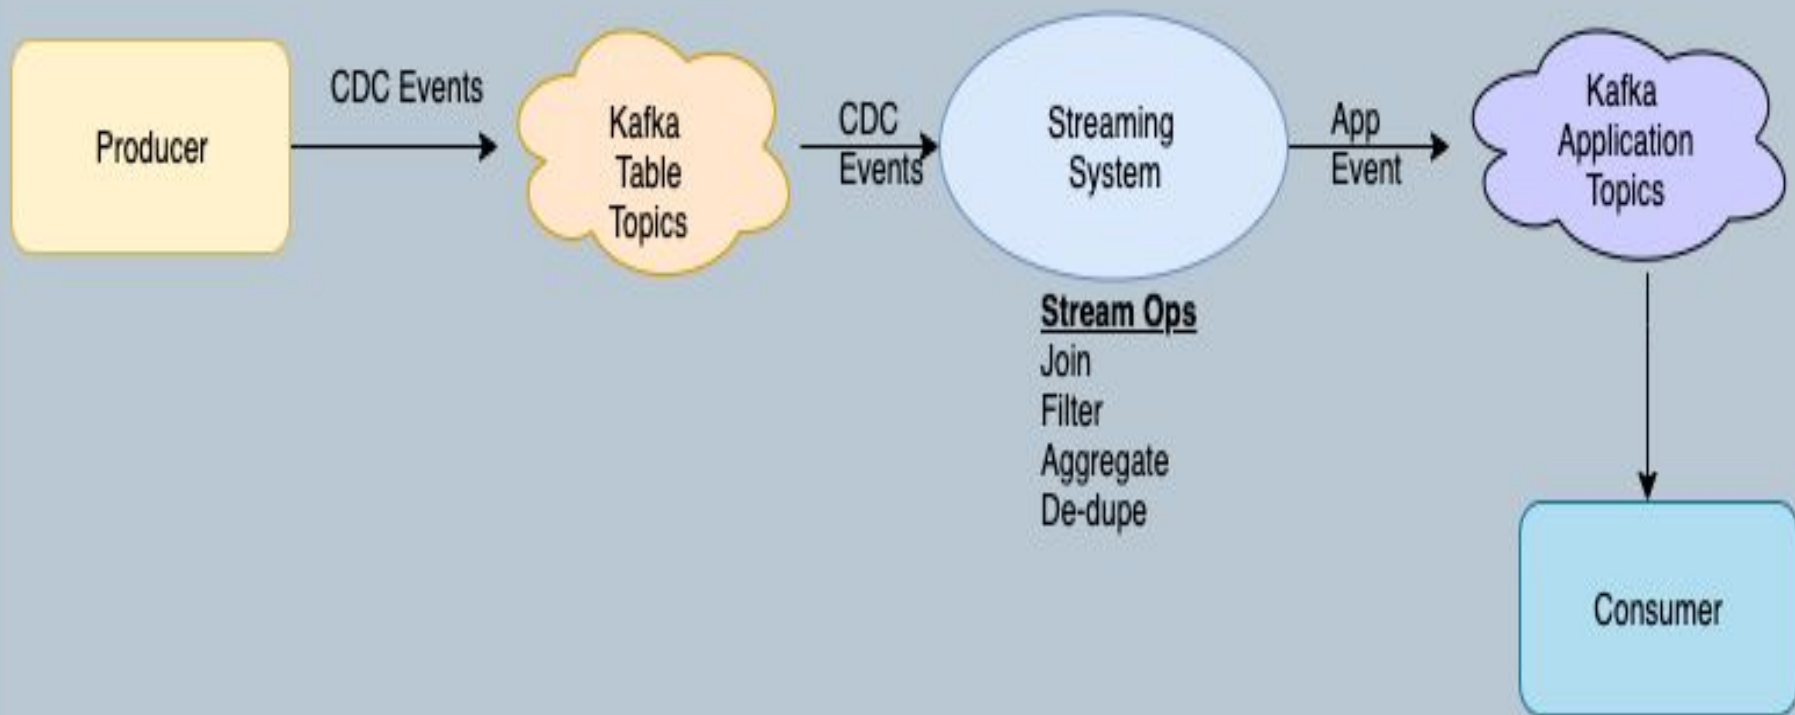 Producer
CDC Events
Kafka
Table
Topics
CDC
Events
Streaming
System
App
Event
Kafka
Application
Topics
Stream Ops
Join
Filter
Aggregate
De-dupe
Consumer